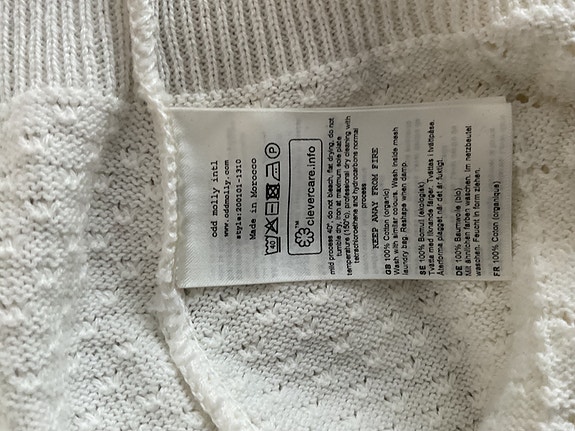 odd molly intl
www.oddmolly.com
style:200101-1310
Made in Morocco
40 P
clevercare.info
mild process 40°, do not bleach, flat drying, do not
tumble dry, iron at maximum sole plate
temperature (150°c), professional dry cleaning with
tetrachloroethene and hydrocarbons normal
process
KEEP AWAY FROM FIRE
GB 100% Cotton (organic)
Wash with similar colours. Wash inside mesh
laundry bag. Reshape when damp.
SE 100% Bomull (ekologisk)
Tvättas med liknande färger. Tvättas i tvättpåse.
Återforma plagget när det är fuktigt.
DE 100% Baumwolle (bio)
Mit ähnlichen farben waschen. Im netzbeutel
waschen. Feucht in form ziehen.
FR 100% Coton (organique)